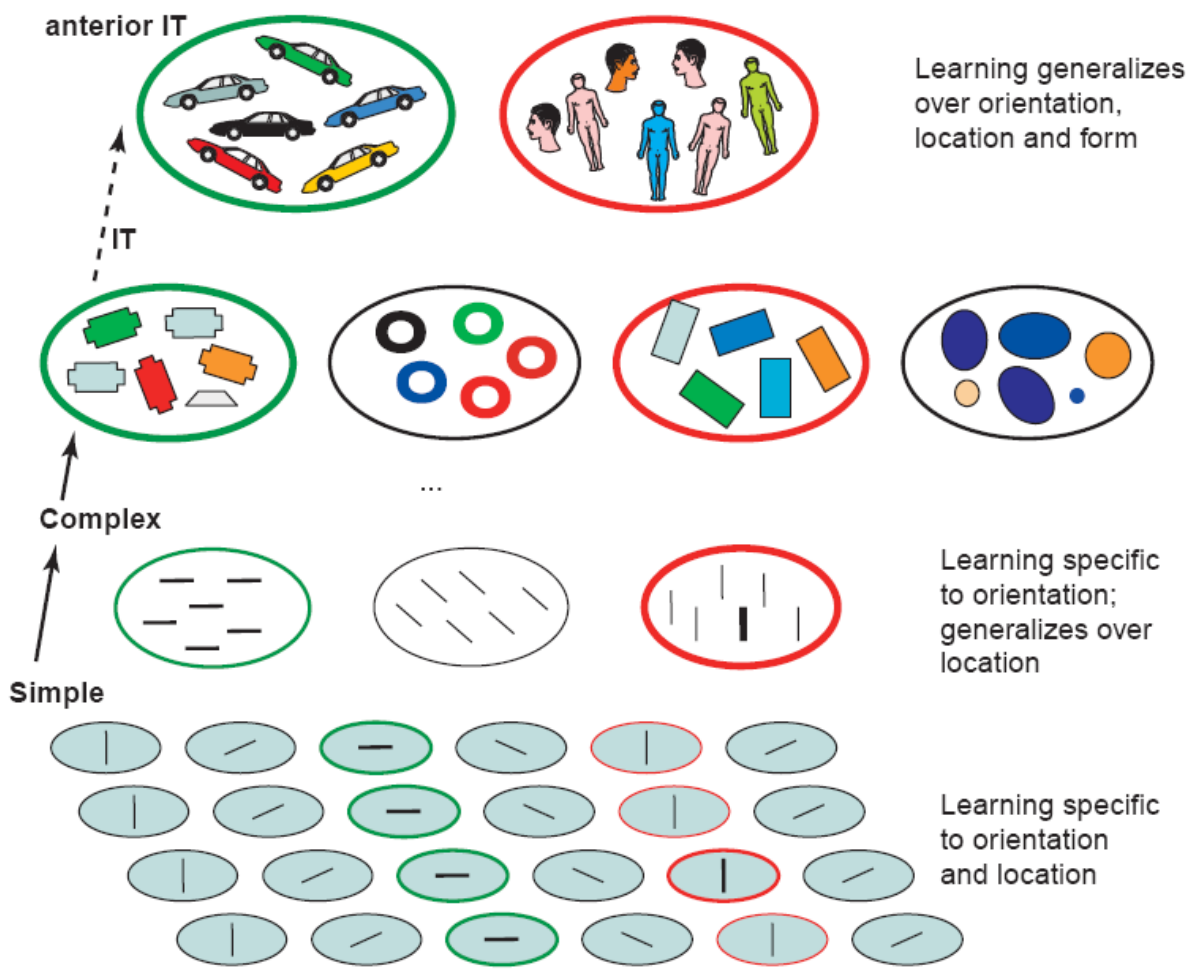 anterior IT
Learning generalizes
over orientation,
location and form
IT
...
Complex
Learning specific
to orientation;
generalizes over
location
Simple
Learning specific
to orientation
and location